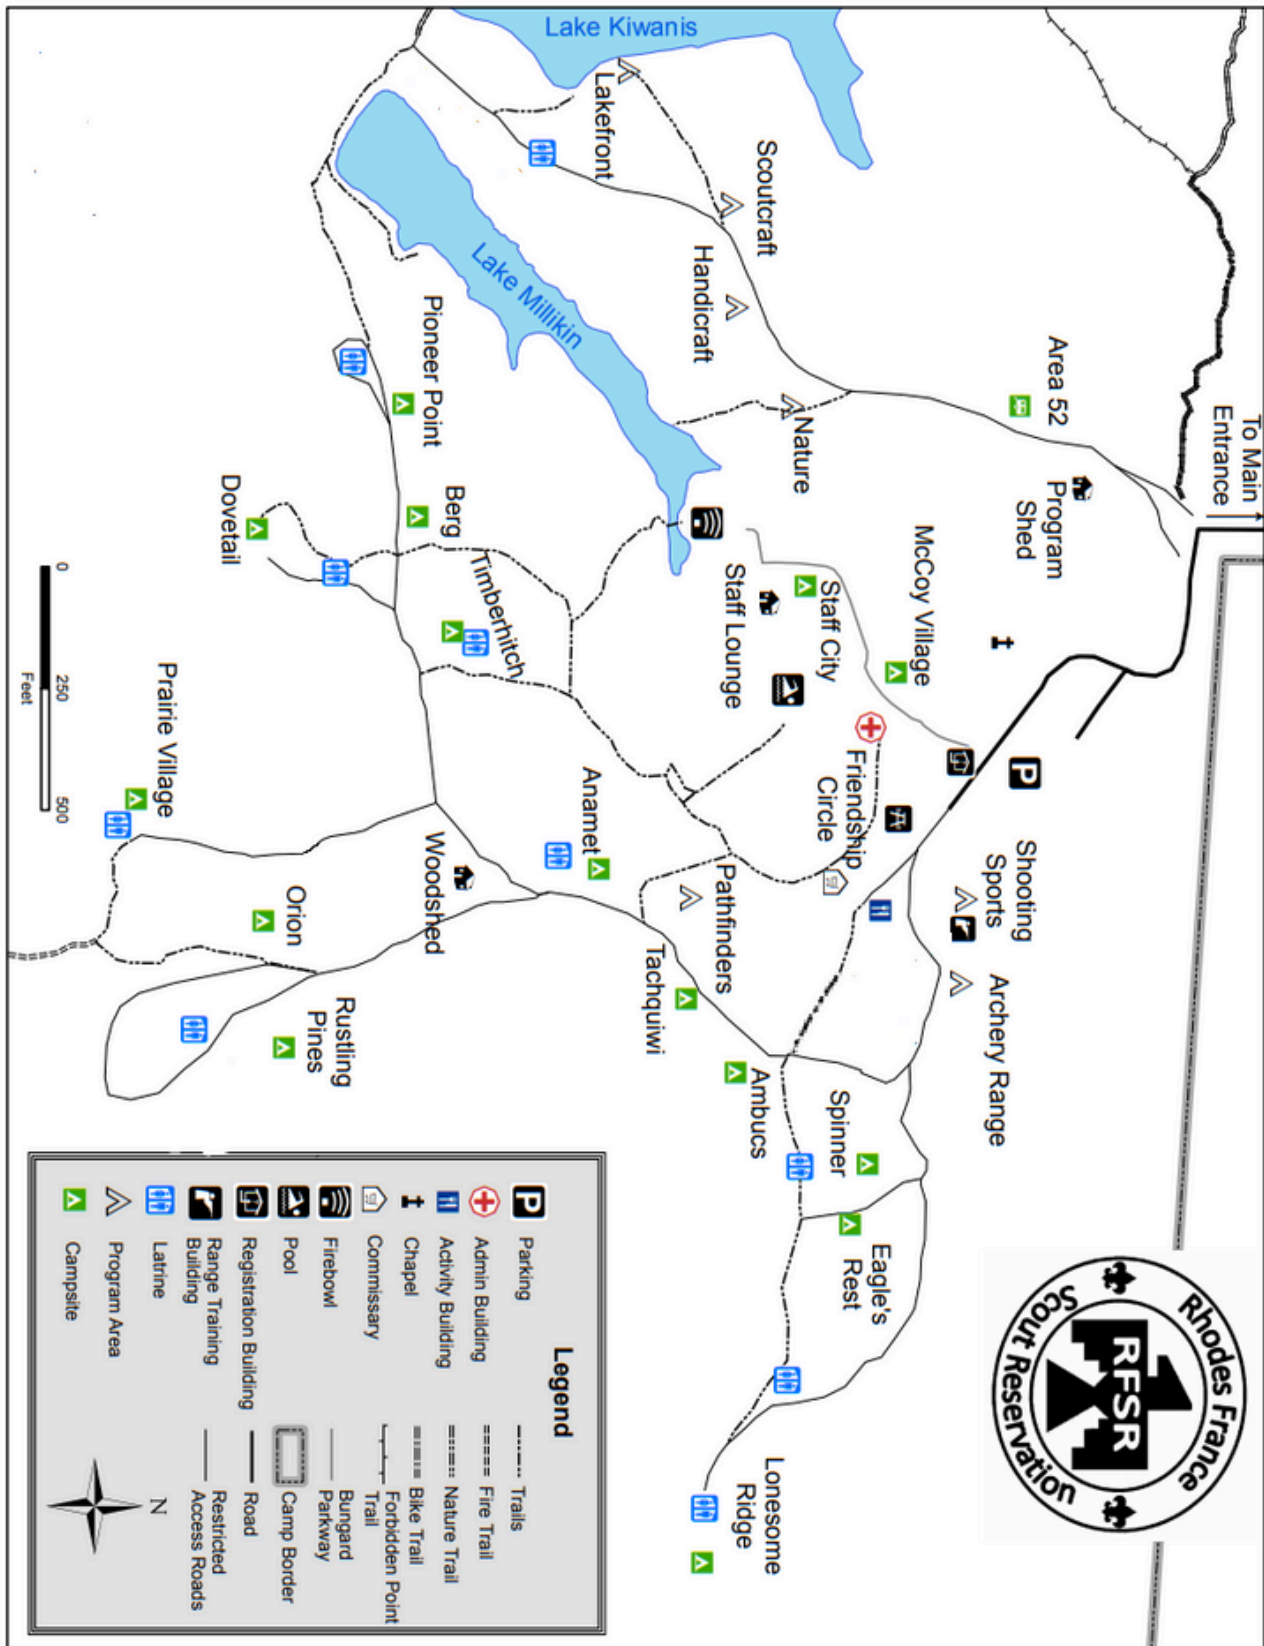 Lake Kiwanis
Lakefront
Scoutcraft
Handicraft
Lake Millikin
Nature
Area 52
Program
Shed
To Main
Entrance
McCoy Village
Staff City
Staff Lounge
Pioneer Point
Berg
Dovetail
Timberhitch
Friendship
Circle
P
Shooting
Sports
Archery Range
Prairie Village
Anamet
Woodshed
Pathfinders
Orion
Tachquiwi
Rustling
Pines
Ambucs
Spinner
Eagle's
Rest
Lonesome
Ridge
0
250
500
Feet
Rhodes France
RFSR
Scout Reservation
Legend
P
Parking
Admin Building
Activity Building
Chapel
Commissary
Firebowl
Pool
Registration Building
Range Training
Building
Latrine
Program Area
Campsite
Trails
Fire Trail
Nature Trail
Bike Trail
Forbidden Point
Trail
Bungard
Parkway
Camp Border
Road
Restricted
Access Roads
N